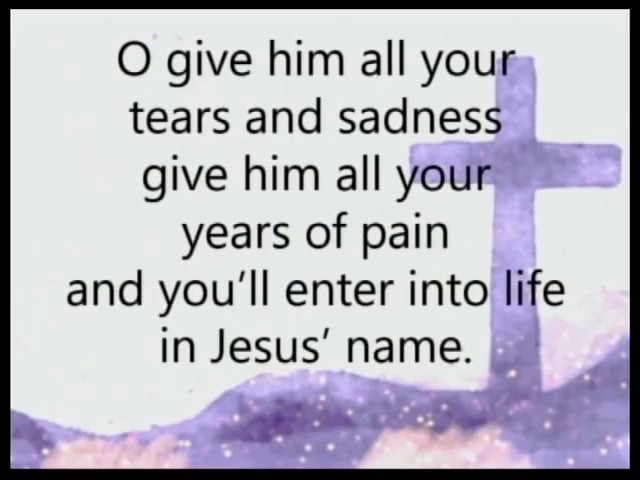 O give him all your
tears and sadness
give him all your
years of pain
and you’ll enter into life
in Jesus’ name.